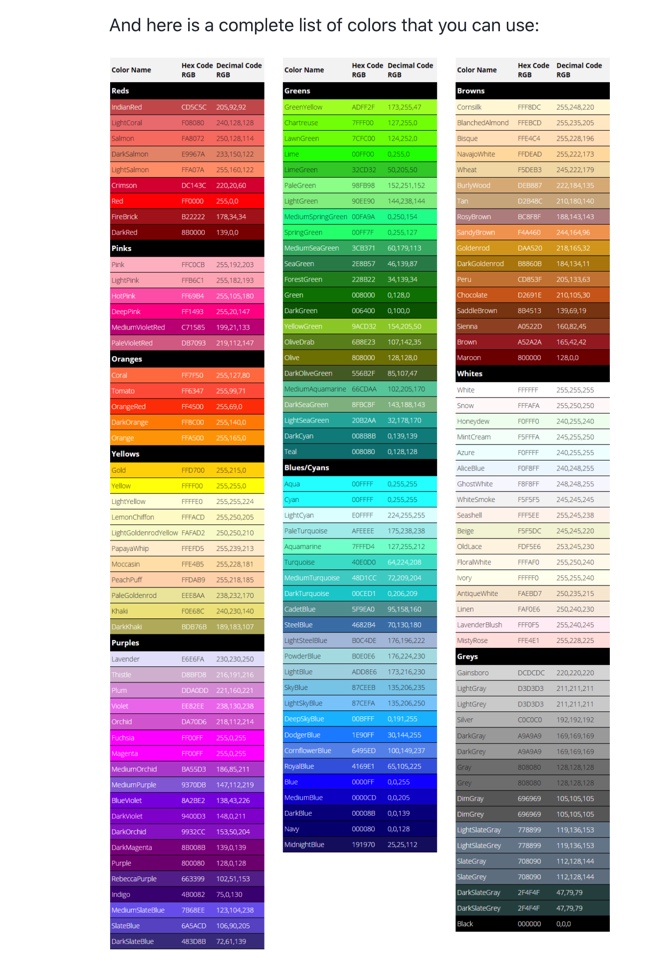 And here is a complete list of colors that you can use:
Color Name Hex Code RGB Decimal Code RGB
Reds
IndianRed CD5C5C 205,92,92
LightCoral F08080 240,128,128
Salmon FA8072 250,128,114
DarkSalmon E9967A 233,150,122
LightSalmon FFA07A 255,160,122
Crimson DC143C 220,20,60
Red FF0000 255,0,0
FireBrick B22222 178,34,34
DarkRed 8B0000 139,0,0
Pinks
Pink FFC0CB 255,192,203
LightPink FFB6C1 255,182,193
HotPink FF69B4 255,105,180
DeepPink FF1493 255,20,147
MediumVioletRed C71585 199,21,133
PaleVioletRed DB7093 219,112,147
Oranges
Coral FF7F50 255,127,80
Tomato FF6347 255,99,71
OrangeRed FF4500 255,69,0
DarkOrange FF8C00 255,140,0
Orange FFA500 255,165,0
Yellows
Gold FFD700 255,215,0
Yellow FFFF00 255,255,0
LightYellow FFFFE0 255,255,224
LemonChiffon FFFACD 255,250,205
LightGoldenrodYellow FAFAD2 250,250,210
PapayaWhip FFEFD5 255,239,213
Moccasin FFE4B5 255,228,181
PeachPuff FFDAB9 255,218,185
PaleGoldenrod EEE8AA 238,232,170
Khaki F0E68C 240,230,140
DarkKhaki BDB76B 189,183,107
Purples
Lavender E6E6FA 230,230,250
Thistle D8BFD8 216,191,216
Plum DDA0DD 221,160,221
Violet EE82EE 238,130,238
Orchid DA70D6 218,112,214
Fuchsia FF00FF 255,0,255
Magenta FF00FF 255,0,255
MediumOrchid BA55D3 186,85,211
MediumPurple 9370DB 147,112,219
BlueViolet 8A2BE2 138,43,226
DarkViolet 9400D3 148,0,211
DarkOrchid 9932CC 153,50,204
DarkMagenta 8B008B 139,0,139
Purple 800080 128,0,128
RebeccaPurple 663399 102,51,153
Indigo 4B0082 75,0,130
MediumSlateBlue 7B68EE 123,104,238
SlateBlue 6A5ACD 106,90,205
DarkSlateBlue 483D8B 72,61,139
Color Name Hex Code RGB Decimal Code RGB
Greens
GreenYellow ADFF2F 173,255,47
Chartreuse 7FFF00 127,255,0
LawnGreen 7CFC00 124,252,0
Lime 00FF00 0,255,0
LimeGreen 32CD32 50,205,50
PaleGreen 98FB98 152,251,152
LightGreen 90EE90 144,238,144
MediumSpringGreen 00FA9A 0,250,154
SpringGreen 00FF7F 0,255,127
MediumSeaGreen 3CB371 60,179,113
SeaGreen 2E8B57 46,139,87
ForestGreen 228B22 34,139,34
Green 008000 0,128,0
DarkGreen 006400 0,100,0
YellowGreen 9ACD32 154,205,50
OliveDrab 6B8E23 107,142,35
Olive 808000 128,128,0
DarkOliveGreen 556B2F 85,107,47
MediumAquamarine 66CDAA 102,205,170
DarkSeaGreen 8FBC8F 143,188,143
LightSeaGreen 20B2AA 32,178,170
DarkCyan 008B8B 0,139,139
Teal 008080 0,128,128
Blues/Cyans
Aqua 00FFFF 0,255,255
Cyan 00FFFF 0,255,255
LightCyan E0FFFF 224,255,255
PaleTurquoise AFEEEE 175,238,238
Aquamarine 7FFFD4 127,255,212
Turquoise 40E0D0 64,224,208
MediumTurquoise 48D1CC 72,209,204
DarkTurquoise 00CED1 0,206,209
CadetBlue 5F9EA0 95,158,160
SteelBlue 4682B4 70,130,180
LightSteelBlue B0C4DE 176,196,222
PowderBlue B0E0E6 176,224,230
LightBlue ADD8E6 173,216,230
SkyBlue 87CEEB 135,206,235
LightSkyBlue 87CEFA 135,206,250
DeepSkyBlue 00BFFF 0,191,255
DodgerBlue 1E90FF 30,144,255
CornflowerBlue 6495ED 100,149,237
RoyalBlue 4169E1 65,105,225
Blue 0000FF 0,0,255
MediumBlue 0000CD 0,0,205
DarkBlue 00008B 0,0,139
Navy 000080 0,0,128
MidnightBlue 191970 25,25,112
Color Name Hex Code RGB Decimal Code RGB
Browns
Cornsilk FFF8DC 255,248,220
BlanchedAlmond FFEBCD 255,235,205
Bisque FFE4C4 255,228,196
NavajoWhite FFDEAD 255,222,173
Wheat F5DEB3 245,222,179
BurlyWood DEB887 222,184,135
Tan D2B48C 210,180,140
RosyBrown BC8F8F 188,143,143
SandyBrown F4A460 244,164,96
Goldenrod DAA520 218,165,32
DarkGoldenrod B8860B 184,134,11
Peru CD853F 205,133,63
Chocolate D2691E 210,105,30
SaddleBrown 8B4513 139,69,19
Sienna A0522D 160,82,45
Brown A52A2A 165,42,42
Maroon 800000 128,0,0
Whites
White FFFFFF 255,255,255
Snow FFFAFA 255,250,250
Honeydew F0FFF0 240,255,240
MintCream F5FFFA 245,255,250
Azure F0FFFF 240,255,255
AliceBlue F0F8FF 240,248,255
GhostWhite F8F8FF 248,248,255
WhiteSmoke F5F5F5 245,245,245
Seashell FFF5EE 255,245,238
Beige F5F5DC 245,245,220
OldLace FDF5E6 253,245,230
FloralWhite FFFAF0 255,250,240
Ivory FFFFF0 255,255,240
AntiqueWhite FAEBD7 250,235,215
Linen FAF0E6 250,240,230
LavenderBlush FFF0F5 255,240,245
MistyRose FFE4E1 255,228,225
Greys
Gainsboro DCDCDC 220,220,220
LightGray D3D3D3 211,211,211
LightGrey D3D3D3 211,211,211
Silver C0C0C0 192,192,192
DarkGray A9A9A9 169,169,169
DarkGrey A9A9A9 169,169,169
Gray 808080 128,128,128
Grey 808080 128,128,128
DimGray 696969 105,105,105
DimGrey 696969 105,105,105
LightSlateGray 778899 119,136,153
LightSlateGrey 778899 119,136,153
SlateGray 708090 112,128,144
SlateGrey 708090 112,128,144
DarkSlateGray 2F4F4F 47,79,79
DarkSlateGrey 2F4F4F 47,79,79
Black 000000 0,0,0